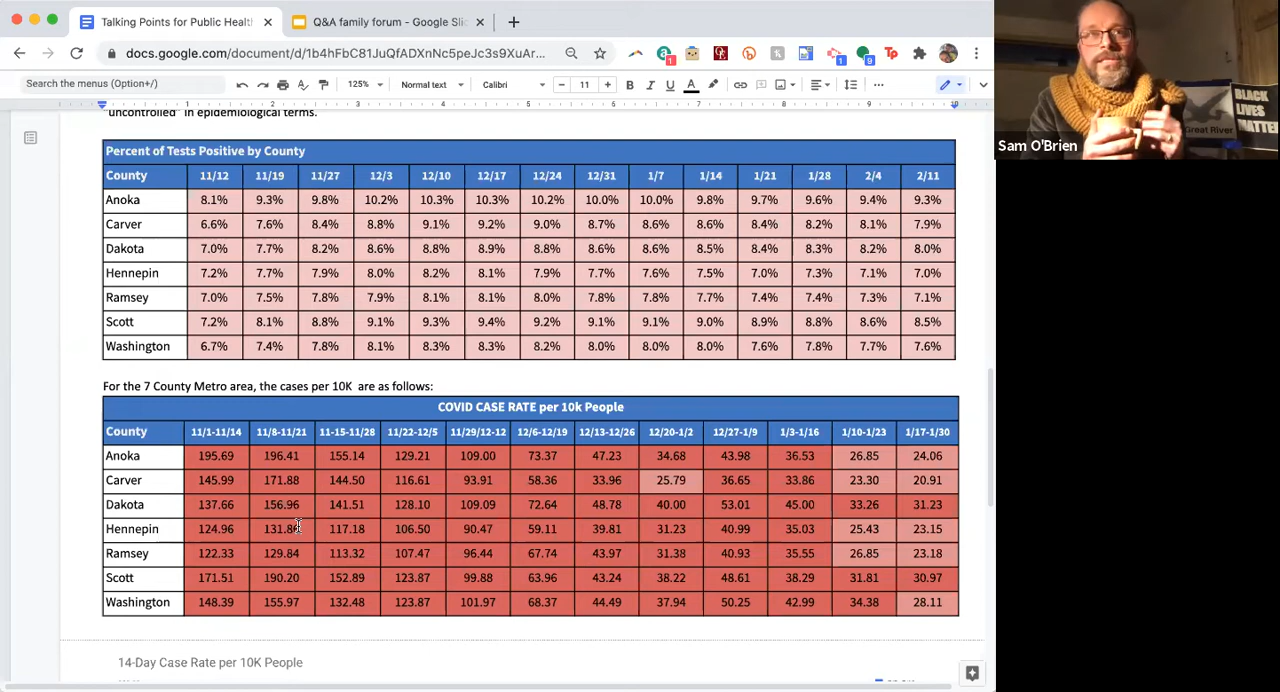 Talking Points for Public Healt
Q&A family forum - Google Sli
docs.google.com/document/d/1b4hFbC81JUCADXnNc5peJc3s9XuAr...
Search the menus (Option+/)
125%
Normal text
Calibri
11
"uncontrolled" in epidemiological terms.
Percent of Tests Positive by County
County 11/12 11/19 11/27 12/3 12/10 12/17 12/24 12/31 1/7 1/14 1/21 1/28 2/4 2/11
Anoka 8.1% 9.3% 9.8% 10.2% 10.3% 10.3% 10.2% 10.0% 10.0% 9.8% 9.7% 9.6% 9.4% 9.3%
Carver 6.6% 7.6% 8.4% 8.8% 9.1% 9.2% 9.0% 8.7% 8.6% 8.6% 8.4% 8.2% 8.1% 7.9%
Dakota 7.0% 7.7% 8.2% 8.6% 8.8% 8.9% 8.8% 8.6% 8.6% 8.5% 8.4% 8.3% 8.2% 8.0%
Hennepin 7.2% 7.7% 7.9% 8.0% 8.2% 8.1% 7.9% 7.7% 7.6% 7.5% 7.0% 7.3% 7.1% 7.0%
Ramsey 7.0% 7.5% 7.8% 7.9% 8.1% 8.1% 8.0% 7.8% 7.8% 7.7% 7.4% 7.4% 7.3% 7.1%
Scott 7.2% 8.1% 8.8% 9.1% 9.3% 9.4% 9.2% 9.1% 9.1% 9.0% 8.9% 8.8% 8.6% 8.5%
Washington 6.7% 7.4% 7.8% 8.1% 8.3% 8.3% 8.2% 8.0% 8.0% 8.0% 7.6% 7.8% 7.7% 7.6%
For the 7 County Metro area, the cases per 10K are as follows:
COVID CASE RATE per 10k People
County 11/1-11/14 11/8-11/21 11-15-11/28 11/22-12/5 11/29/12-12 12/6-12/19 12/13-12/26 12/20-1/2 12/27-1/9 1/3-1/16 1/10-1/23 1/17-1/30
Anoka 195.69 196.41 155.14 129.21 109.00 73.37 47.23 34.68 43.98 36.53 26.85 24.06
Carver 145.99 171.88 144.50 116.61 93.91 58.36 33.96 25.79 36.65 33.86 23.30 20.91
Dakota 137.66 156.96 141.51 128.10 109.09 72.64 48.78 40.00 53.01 45.00 33.26 31.23
Hennepin 124.96 131.86 117.18 106.50 90.47 59.11 39.81 31.23 40.99 35.03 25.43 23.15
Ramsey 122.33 129.84 113.32 107.47 96.44 67.74 43.97 31.38 40.93 35.55 26.85 23.18
Scott 171.51 190.20 152.89 123.87 99.88 63.96 43.24 38.22 48.61 38.29 31.81 30.97
Washington 148.39 155.97 132.48 123.87 101.97 68.37 44.49 37.94 50.25 42.99 34.38 28.11
14-Day Case Rate per 10K People
Sam O'Brien
Great River
BLACK
LIVES
MATTER